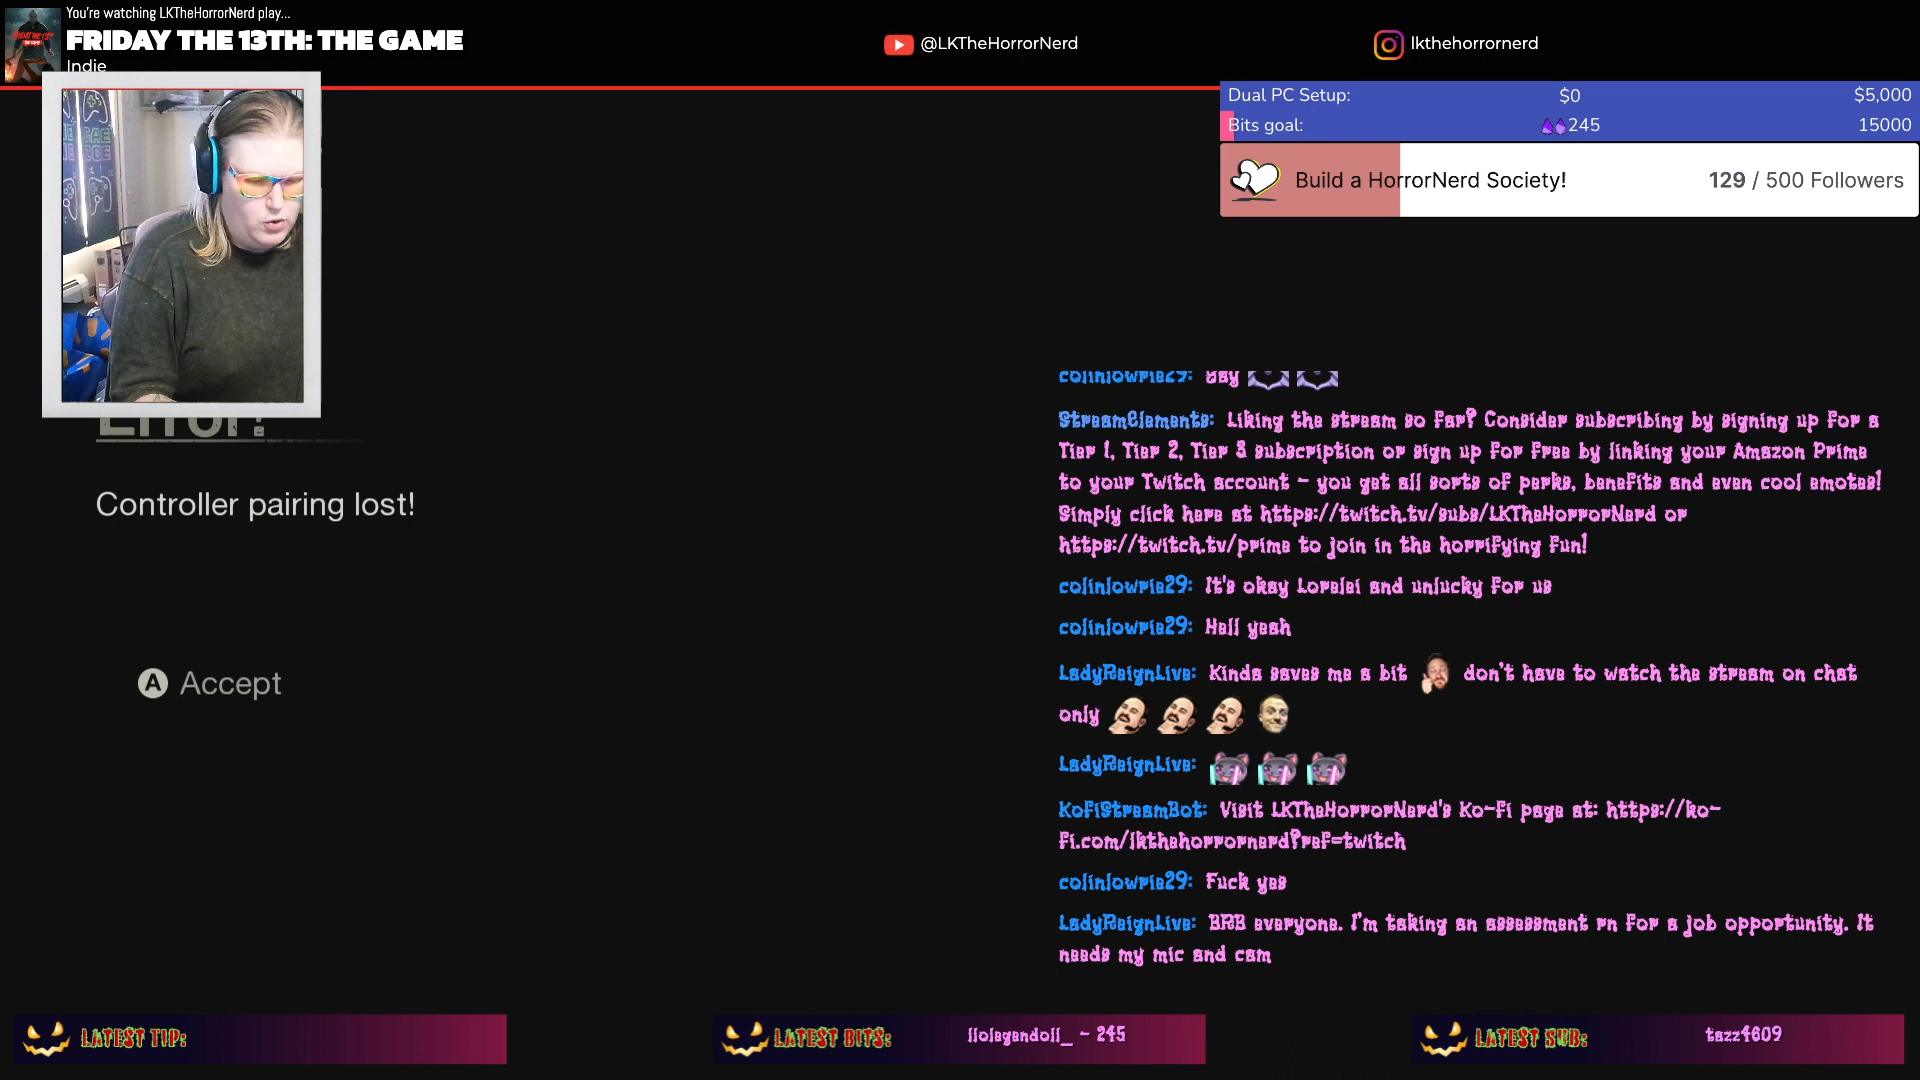 You're watching LKTheHorrorNerd play...
FRIDAY THE 13TH: THE GAME
Indie
@LKTheHorrorNerd
lkthehorrornerd
Dual PC Setup: $0 $5,000
Bits goal: 245 15000
Build a HorrorNerd Society! 129 / 500 Followers
Error!
Controller pairing lost!
A Accept
colinlowrie29: Gay
StreamElements: Liking the stream so far? Consider subscribing by signing up for a
Tier 1, Tier 2, Tier 3 subscription or sign up for free by linking your Amazon Prime
to your Twitch account - you get all sorts of perks, benefits and even cool emotes!
Simply click here at https://twitch.tv/subs/LKTheHorrorNerd or
https://twitch.tv/prime to join in the horrifying fun!
colinlowrie29: It's okay Lorelei and unlucky for us
colinlowrie29: Hell yeah
LadyReignLive: Kinda saves me a bit don't have to watch the stream on chat
only
LadyReignLive:
KofiStreamBot: Visit LKTheHorrorNerd's Ko-fi page at: https://ko-
fi.com/lkthehorrornerd?ref=twitch
colinlowrie29: Fuck yes
LadyReignLive: BRB everyone. I'm taking an assessment rn for a job opportunity. It
needs my mic and cam
LATEST TIP:
LATEST BITS: llolegendoll_ - 245
LATEST SUB: tazz4609